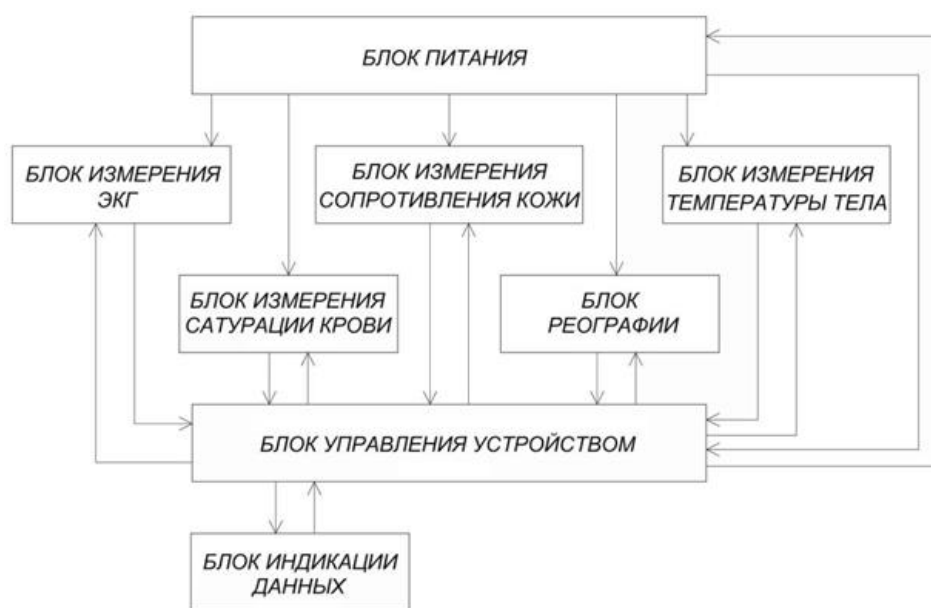 БЛОК ПИТАНИЯ
БЛОК ИЗМЕРЕНИЯ
ЭКГ
БЛОК ИЗМЕРЕНИЯ
СОПРОТИВЛЕНИЯ КОЖИ
БЛОК ИЗМЕРЕНИЯ
ТЕМПЕРАТУРЫ ТЕЛА
БЛОК ИЗМЕРЕНИЯ
САТУРАЦИИ КРОВИ
БЛОК
РЕОГРАФИИ
БЛОК УПРАВЛЕНИЯ УСТРОЙСТВОМ
БЛОК ИНДИКАЦИИ
ДАННЫХ